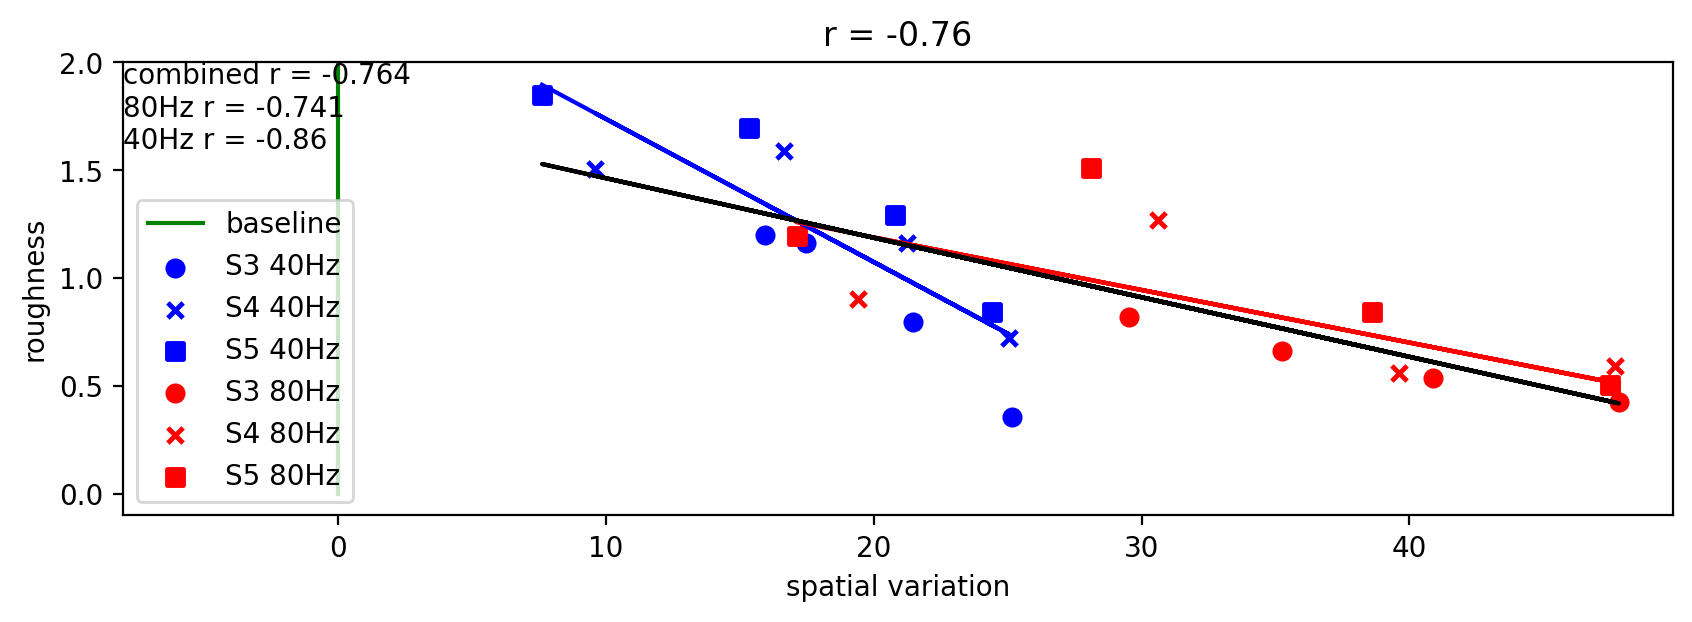 r = -0.76
combined r = -0.764
80Hz r = -0.741
40Hz r = -0.86
2.0
1.5
1.0
0.5
0.0
roughness
baseline
S3 40Hz
S4 40Hz
S5 40Hz
S3 80Hz
S4 80Hz
S5 80Hz
0 10 20 30 40
spatial variation